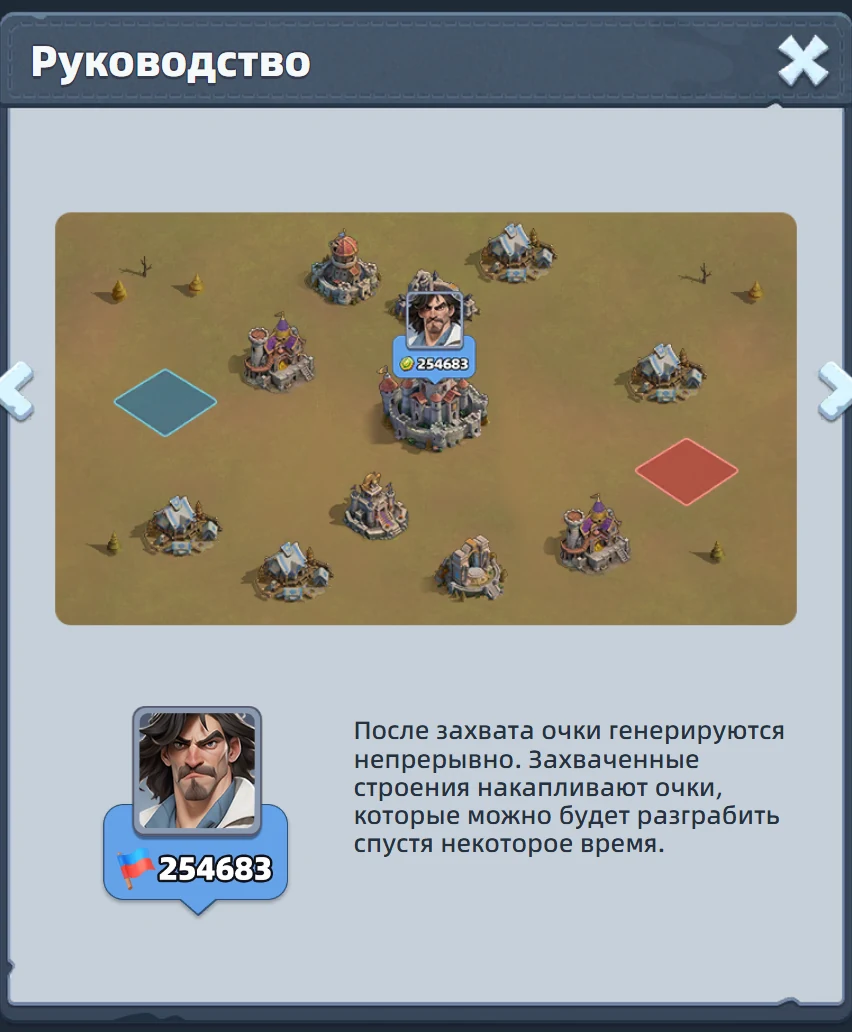 Руководство
254683
254683
После захвата очки генерируются
непрерывно. Захваченные
строения накапливают очки,
которые можно будет разграбить
спустя некоторое время.